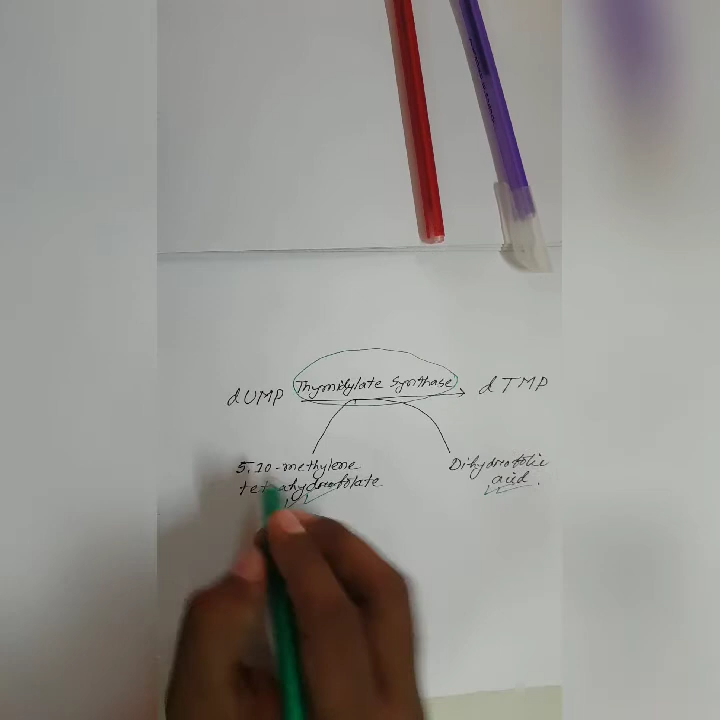 dUMP Thymidylate Synthase dTMP
5,10-methylene Dihydrofolic
tetrahydrofolate acid.